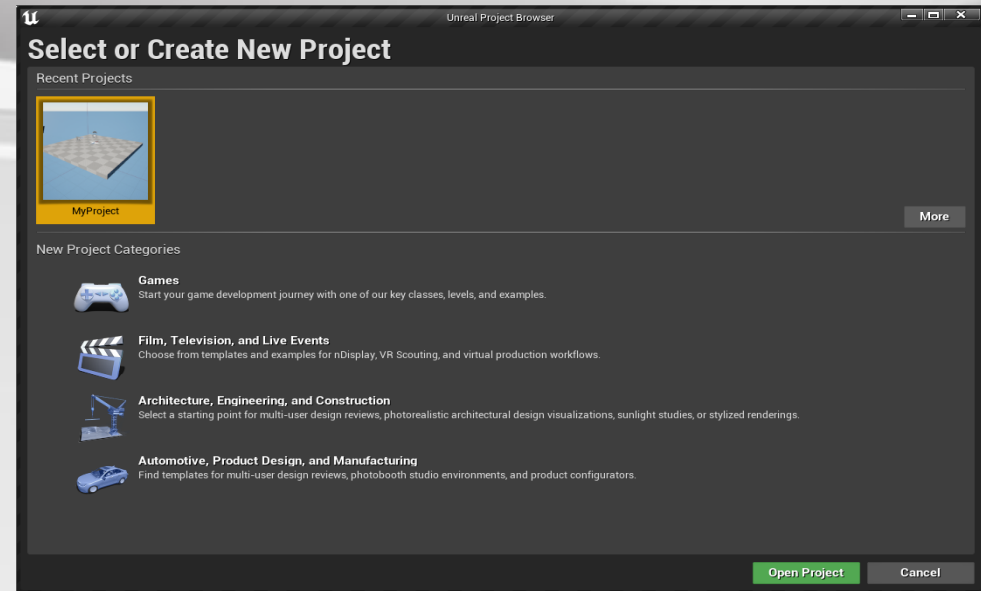 Unreal Project Browser
Select or Create New Project
Recent Projects
MyProject
More
New Project Categories
Games
Start your game development journey with one of our key classes, levels, and examples.
Film, Television, and Live Events
Choose from templates and examples for nDisplay, VR Scouting, and virtual production workflows.
Architecture, Engineering, and Construction
Select a starting point for multi-user design reviews, photorealistic architectural design visualizations, sunlight studies, or stylized renderings.
Automotive, Product Design, and Manufacturing
Find templates for multi-user design reviews, photobooth studio environments, and product configurators.
Open Project
Cancel